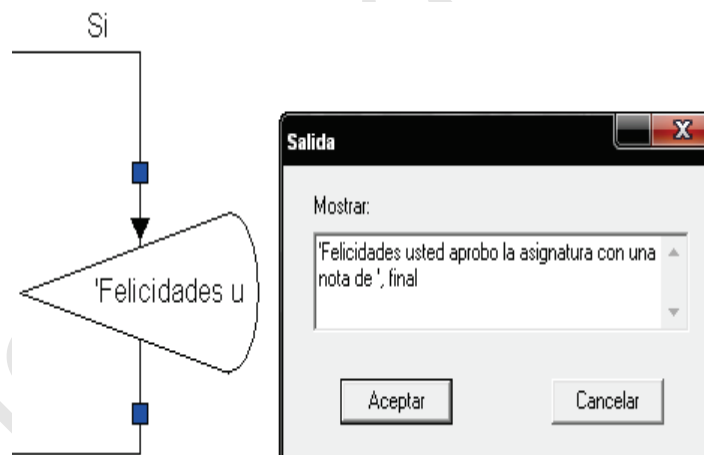 Si
'Felicidades u
Salida
Mostrar:
'Felicidades usted aprobo la asignatura con una
nota de ', final
Aceptar
Cancelar